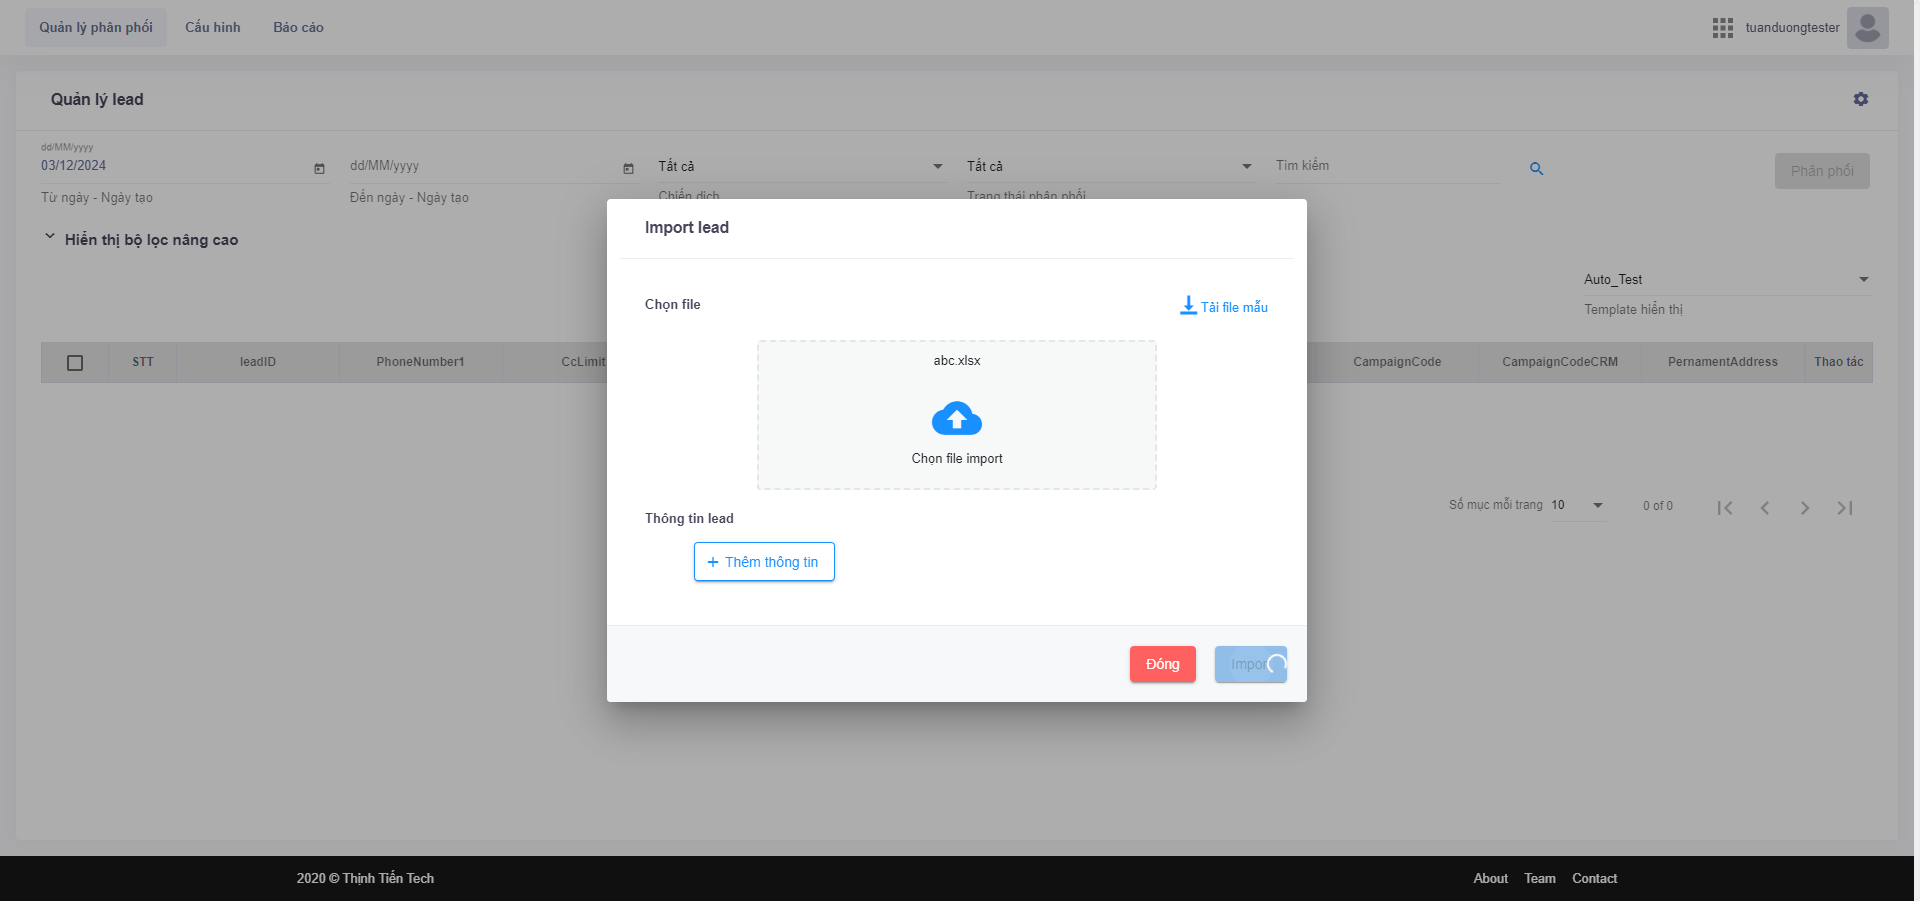 Quản lý phân phối Cấu hình Báo cáo tuanduongtester
Quản lý lead
dd/MM/yyyy
03/12/2024 dd/MM/yyyy Tất cả Tất cả Tìm kiếm Phân phối
Từ ngày - Ngày tạo Đến ngày - Ngày tạo Chiến dịch Trạng thái phân phối
Hiển thị bộ lọc nâng cao
Auto_Test
Template hiển thị
STT leadID PhoneNumber1 CcLimit CampaignCode CampaignCodeCRM PernamentAddress Thao tác
Số mục mỗi trang 10 0 of 0
Import lead
Chọn file Tải file mẫu
abc.xlsx
Chọn file import
Thông tin lead
+ Thêm thông tin
Đóng Import
2020 © Thịnh Tiến Tech About Team Contact